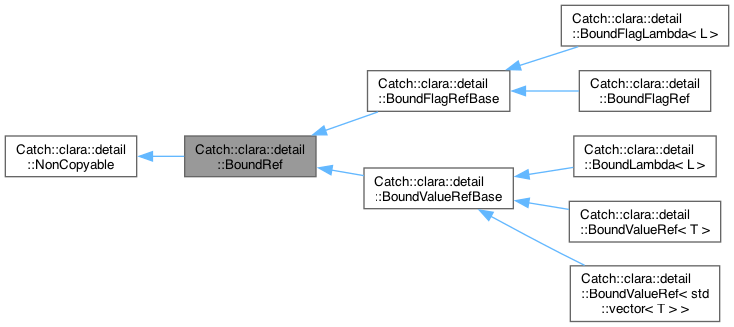 Catch::clara::detail
::NonCopyable
Catch::clara::detail
::BoundRef
Catch::clara::detail
::BoundFlagRefBase
Catch::clara::detail
::BoundValueRefBase
Catch::clara::detail
::BoundFlagLambda< L >
Catch::clara::detail
::BoundFlagRef
Catch::clara::detail
::BoundLambda< L >
Catch::clara::detail
::BoundValueRef< T >
Catch::clara::detail
::BoundValueRef< std
::vector< T > >